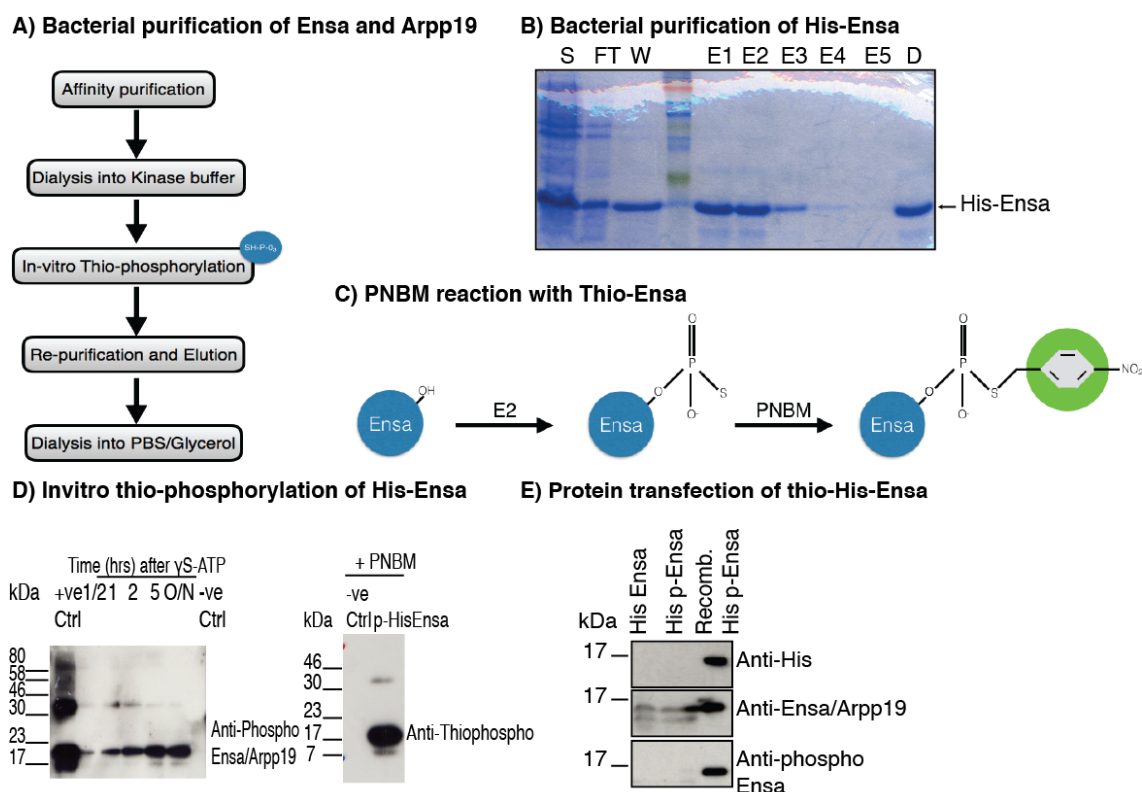 A) Bacterial purification of Ensa and Arpp19
Affinity purification
Dialysis into Kinase buffer
In-vitro Thio-phosphorylation
SH-P-0₃
Re-purification and Elution
Dialysis into PBS/Glycerol
B) Bacterial purification of His-Ensa
S FT W E1 E2 E3 E4 E5 D
His-Ensa
C) PNBM reaction with Thio-Ensa
Ensa OH
E2
Ensa O P O S O-
PNBM
Ensa O P O S O- NO₂
D) Invitro thio-phosphorylation of His-Ensa
Time (hrs) after γS-ATP
kDa +ve 1/2 1 2 5 O/N -ve
Ctrl Ctrl
80
58
46
30
23
17
Anti-Phospho
Ensa/Arpp19
+ PNBM
-ve
kDa Ctrl p-HisEnsa
46
30
23
17
7
Anti-Thiophospho
E) Protein transfection of thio-His-Ensa
His Ensa
His p-Ensa
Recomb.
His p-Ensa
kDa
17
Anti-His
17
Anti-Ensa/Arpp19
17
Anti-phospho
Ensa